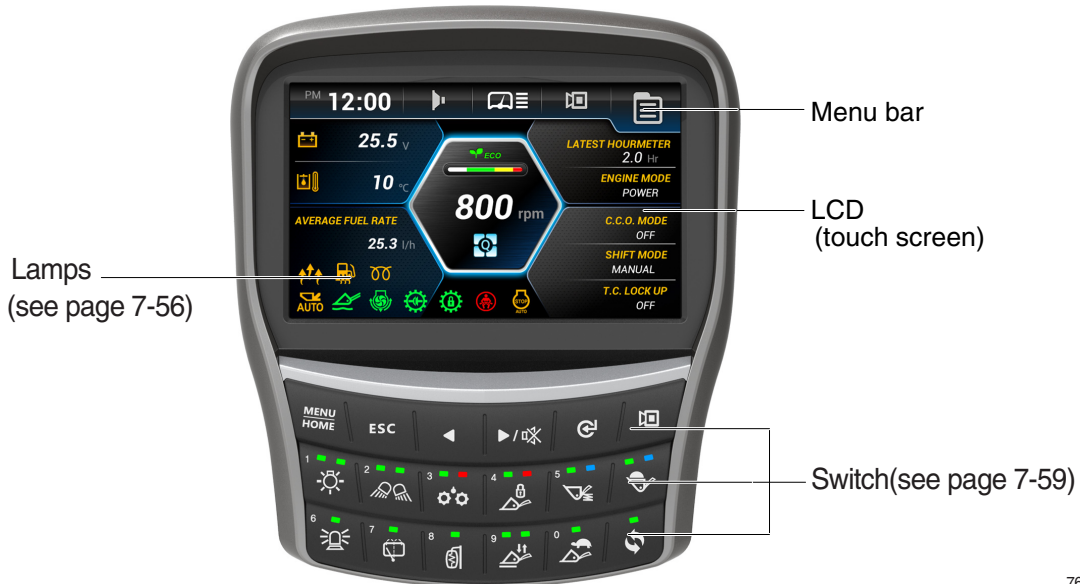 PM 12:00
Menu bar
25.5 V
ECO
LATEST HOURMETER
2.0 Hr
10 °C
ENGINE MODE
POWER
800 rpm
LCD
(touch screen)
AVERAGE FUEL RATE
C.C.O. MODE
OFF
25.3 l/h
Q
SHIFT MODE
MANUAL
Lamps
(see page 7-56)
T.C. LOCK UP
OFF
AUTO
STOP
AUTO
MENU
HOME
ESC
1
2
3
4
5
Switch(see page 7-59)
6
7
8
9
0